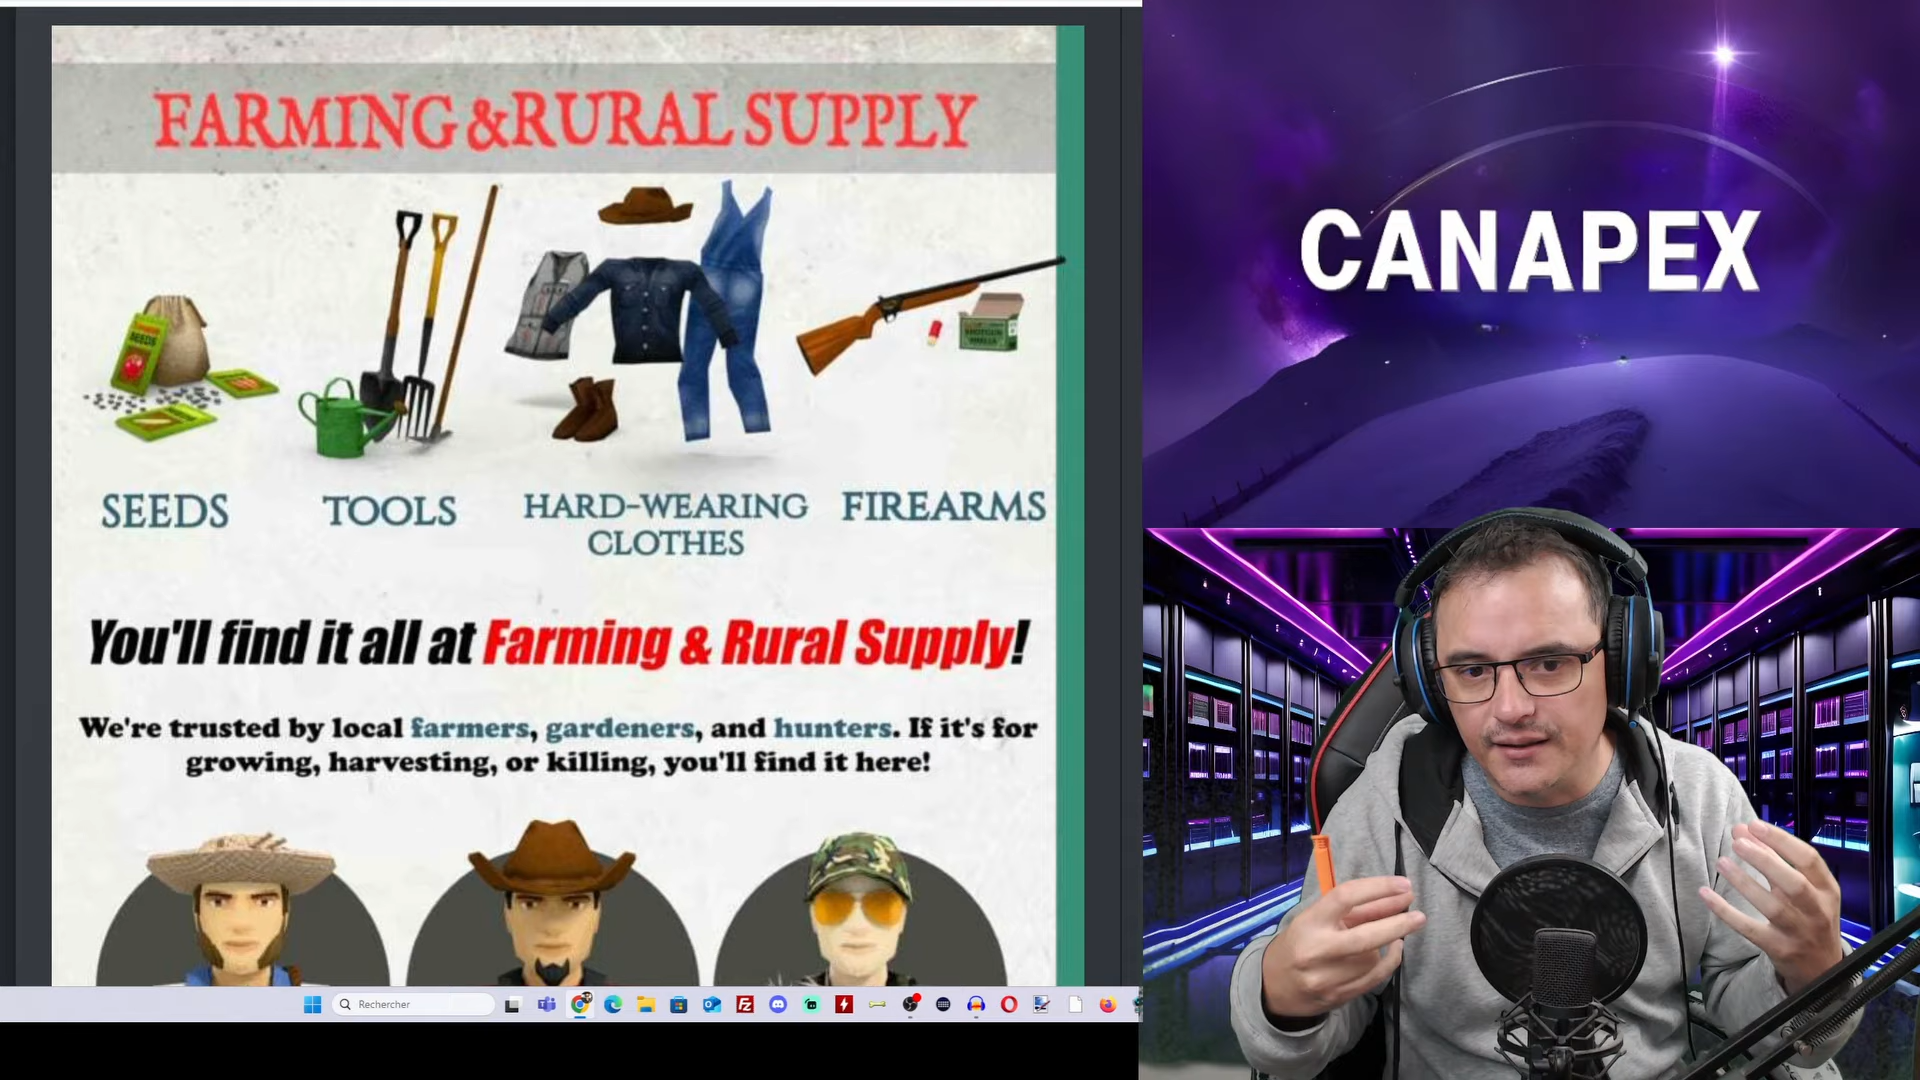 FARMING & RURAL SUPPLY
SEEDS
SEEDS
TOOLS
HARD-WEARING
CLOTHES
FIREARMS
You'll find it all at Farming & Rural Supply!
We're trusted by local farmers, gardeners, and hunters. If it's for
growing, harvesting, or killing, you'll find it here!
Rechercher
CANAPEX